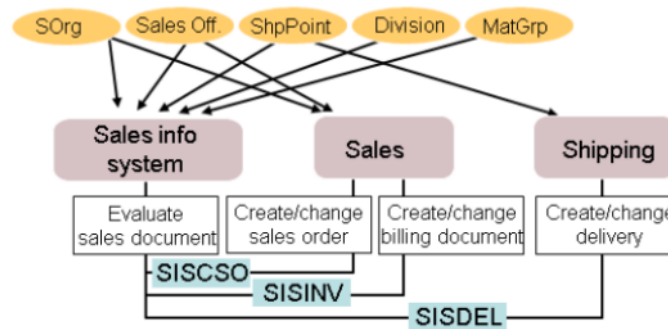 SOrg
Sales Off.
ShpPoint
Division
MatGrp
Sales info
system
Sales
Shipping
Evaluate
sales document
Create/change
sales order
Create/change
billing document
Create/change
delivery
SISCSO
SISINV
SISDEL